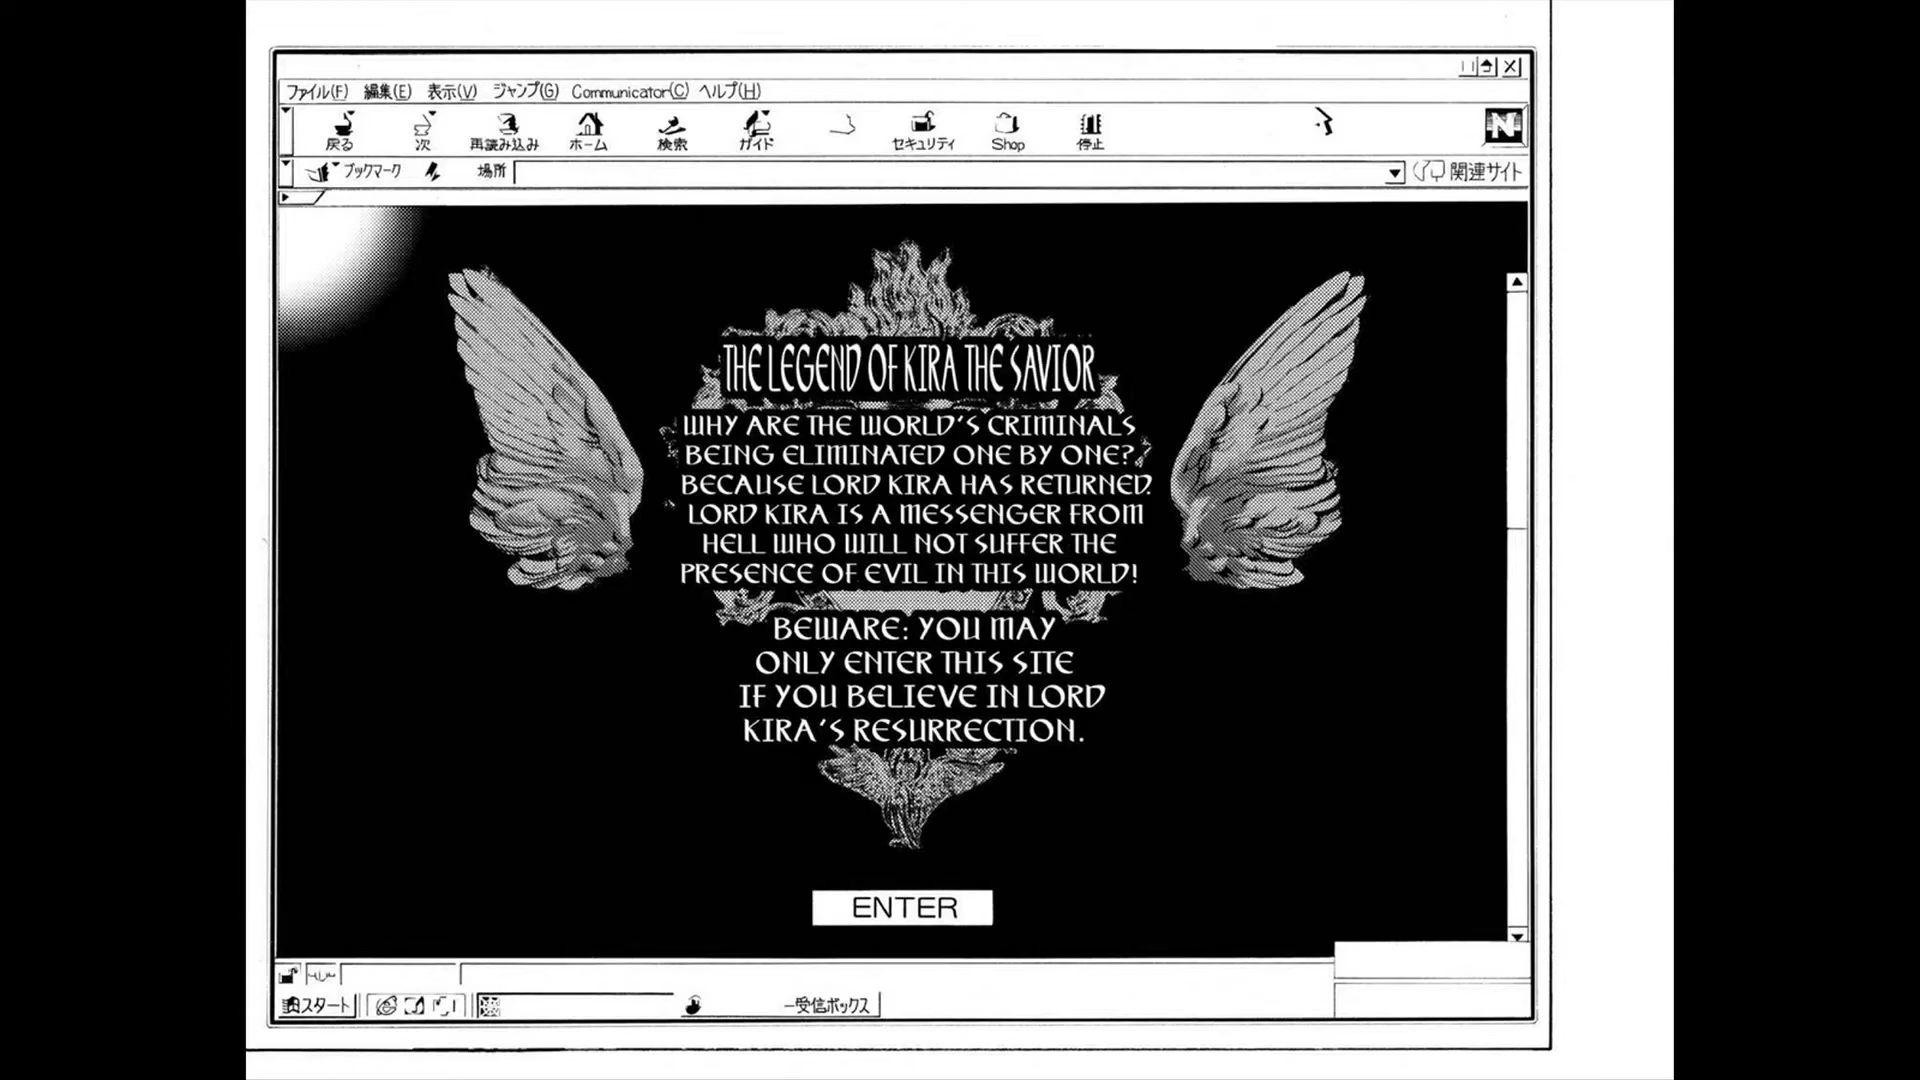 ファイル(F) 編集(E) 表示(V) ジャンプ(G) Communicator(C) ヘルプ(H)
戻る 次 再読み込み ホーム 検索 ガイド セキュリティ Shop 停止 N
ブックマーク 場所 関連サイト
THE LEGEND OF KIRA THE SAVIOR
WHY ARE THE WORLD'S CRIMINALS
BEING ELIMINATED ONE BY ONE?
BECAUSE LORD KIRA HAS RETURNED.
LORD KIRA IS A MESSENGER FROM
HELL WHO WILL NOT SUFFER THE
PRESENCE OF EVIL IN THIS WORLD!
BEWARE: YOU MAY
ONLY ENTER THIS SITE
IF YOU BELIEVE IN LORD
KIRA'S RESURRECTION.
ENTER
スタート ー受信ボックス